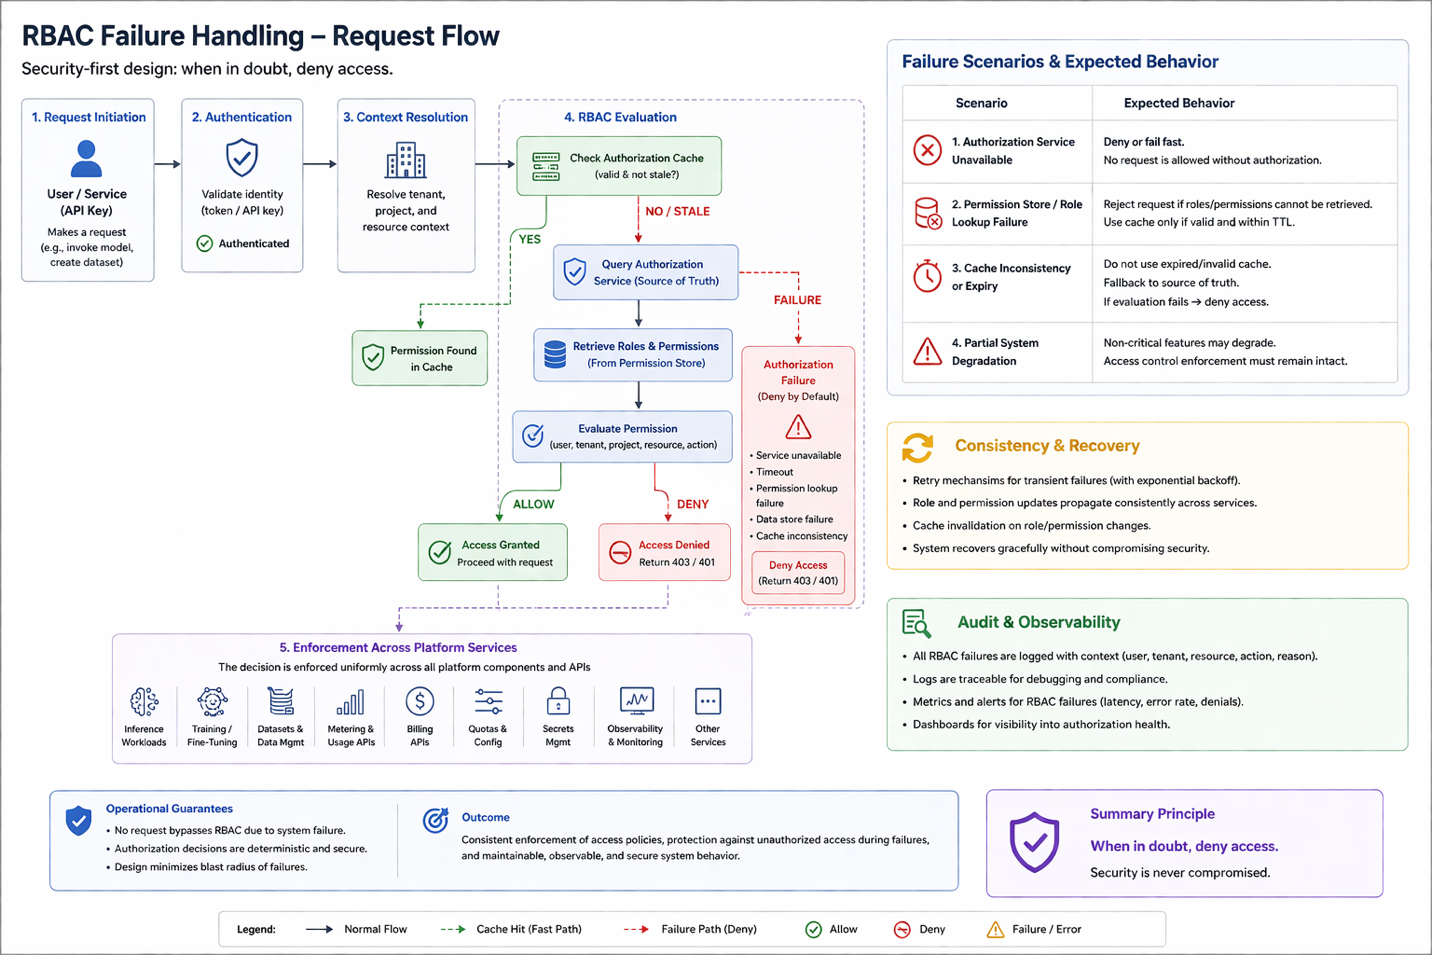 RBAC Failure Handling – Request Flow
Security-first design: when in doubt, deny access.
1. Request Initiation
User / Service
(API Key)
Makes a request
(e.g., invoke model,
create dataset)
2. Authentication
Validate identity
(token / API key)
Authenticated
3. Context Resolution
Resolve tenant,
project, and
resource context
4. RBAC Evaluation
Check Authorization Cache
(valid & not stale?)
YES
NO / STALE
Permission Found
in Cache
Query Authorization
Service (Source of Truth)
FAILURE
Retrieve Roles & Permissions
(From Permission Store)
Evaluate Permission
(user, tenant, project, resource, action)
ALLOW
DENY
Access Granted
Proceed with request
Access Denied
Return 403 / 401
Authorization
Failure
(Deny by Default)
• Service unavailable
• Timeout
• Permission lookup
failure
• Data store failure
• Cache inconsistency
Deny Access
(Return 403 / 401)
5. Enforcement Across Platform Services
The decision is enforced uniformly across all platform components and APIs
Inference
Workloads
Training /
Fine-Tuning
Datasets &
Data Mgmt
Metering &
Usage APIs
Billing
APIs
Quotas &
Config
Secrets
Mgmt
Observability
& Monitoring
Other
Services
Failure Scenarios & Expected Behavior
Scenario
Expected Behavior
1. Authorization Service
Unavailable
Deny or fail fast.
No request is allowed without authorization.
2. Permission Store / Role
Lookup Failure
Reject request if roles/permissions cannot be retrieved.
Use cache only if valid and within TTL.
3. Cache Inconsistency
or Expiry
Do not use expired/invalid cache.
Fallback to source of truth.
If evaluation fails → deny access.
4. Partial System
Degradation
Non-critical features may degrade.
Access control enforcement must remain intact.
Consistency & Recovery
• Retry mechansims for transient failures (with exponential backoff).
• Role and permission updates propagate consistently across services.
• Cache invalldation on role/permission changes.
• System recovers gracefully without compromising security.
Audit & Observability
• All RBAC failures are logged with context (user, tenant, resource, action, reason).
• Logs are traceable for debugging and compliance.
• Metrics and alerts for RBAC failures (latency, error rate, denials).
• Dashboards for visibility into authorization health.
Operational Guarantees
• No request bypasses RBAC due to system failure.
• Authorization decisions are deterministic and secure.
• Design minimizes blast radius of failures.
Outcome
Consistent enforcement of access policies, protection against unauthorized access during failures,
and maintainable, observable, and secure system behavior.
Summary Principle
When in doubt, deny access.
Security is never compromised.
Legend:
Normal Flow
Cache Hit (Fast Path)
Failure Path (Deny)
Allow
Deny
Failure / Error